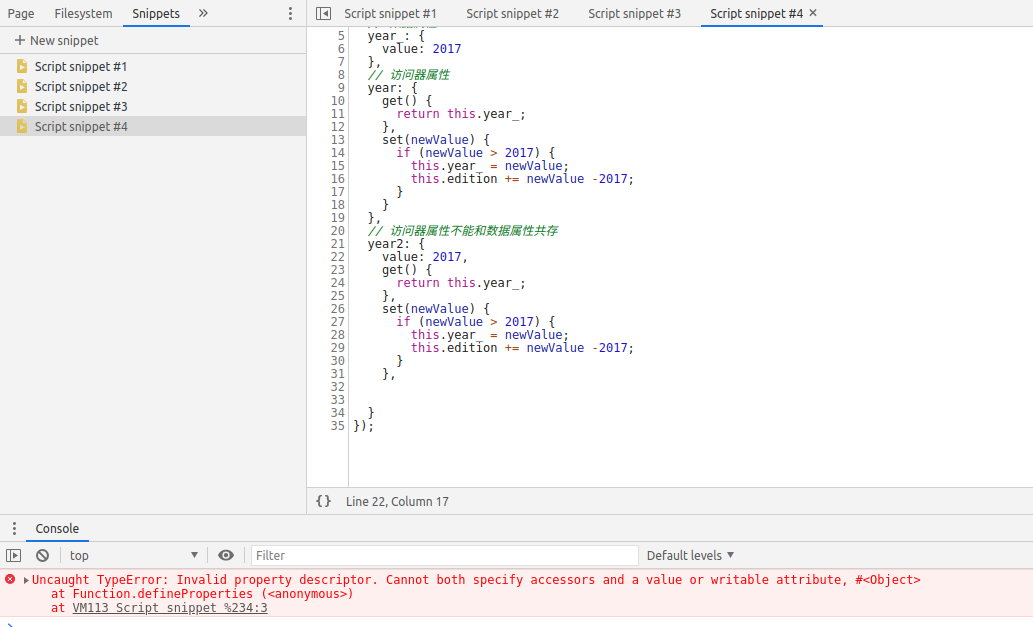 Page Filesystem Snippets Script snippet #1 Script snippet #2 Script snippet #3 Script snippet #4
New snippet
Script snippet #1
Script snippet #2
Script snippet #3
Script snippet #4
5 year_: {
6 value: 2017
7 },
8 // 访问器属性
9 year: {
10 get() {
11 return this.year_;
12 },
13 set(newValue) {
14 if (newValue > 2017) {
15 this.year_ = newValue;
16 this.edition += newValue -2017;
17 }
18 }
19 },
20 // 访问器属性不能和数据属性共存
21 year2: {
22 value: 2017,
23 get() {
24 return this.year_;
25 },
26 set(newValue) {
27 if (newValue > 2017) {
28 this.year_ = newValue;
29 this.edition += newValue -2017;
30 }
31 },
32
33
34 }
35 });
{} Line 22, Column 17
Console
top Filter Default levels
Uncaught TypeError: Invalid property descriptor. Cannot both specify accessors and a value or writable attribute, #<Object>
at Function.defineProperties (<anonymous>)
at VM113 Script snippet %234:3